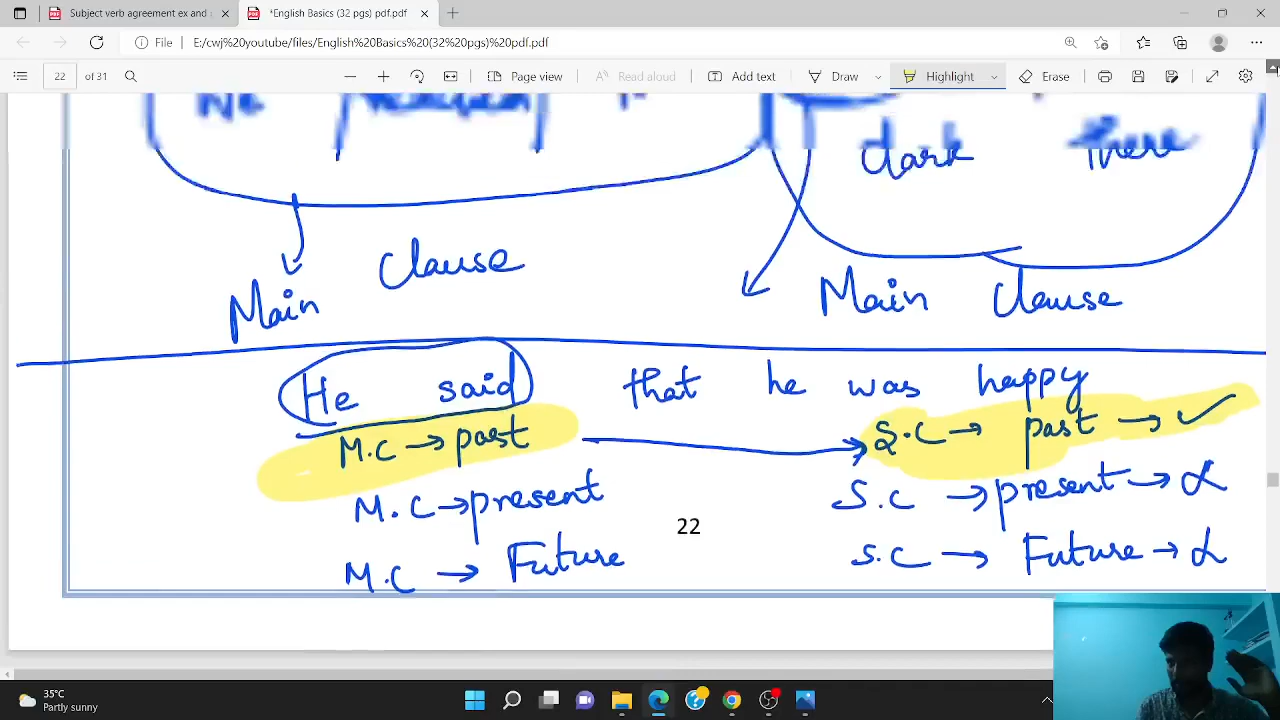 Subject verb agreement ex and
*English Basics (32 pgs) pdf.pdf
File E:/cwj%20youtube/files/English%20Basics%20(32%20pgs)%20pdf.pdf
22 of 31 Page view Read aloud Add text Draw Highlight Erase
dark there
Clause
Main
Main Clause
He said that he was happy
M.C → past S.C → past → ✓
M.C → present S.C → present →
M.C → Future S.C → Future →
22
35°C
Partly sunny